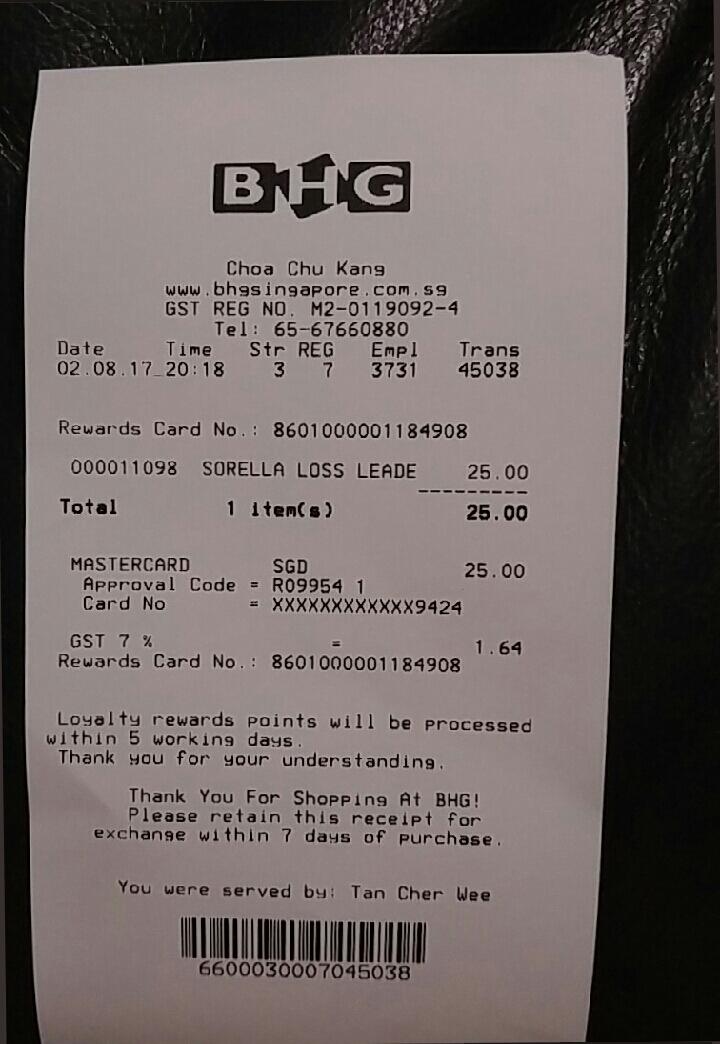 BHG
Choa Chu Kang
www.bhgsingapore.com.sg
GST REG NO. M2-0119092-4
Tel: 65-67660880
Date Time Str REG Empl Trans
02.08.17 20:18 3 7 3731 45038
Rewards Card No.: 8601000001184908
000011098 SORELLA LOSS LEADE 25.00
----------
Total 1 item(s) 25.00
MASTERCARD SGD 25.00
Approval Code = R09954 1
Card No = XXXXXXXXXXXX9424
GST 7 % = 1.64
Rewards Card No.: 8601000001184908
Loyalty rewards points will be processed
within 5 working days.
Thank you for your understanding.
Thank You For Shopping At BHG!
Please retain this receipt for
exchange within 7 days of purchase.
You were served by: Tan Cher Wee
6600030007045038